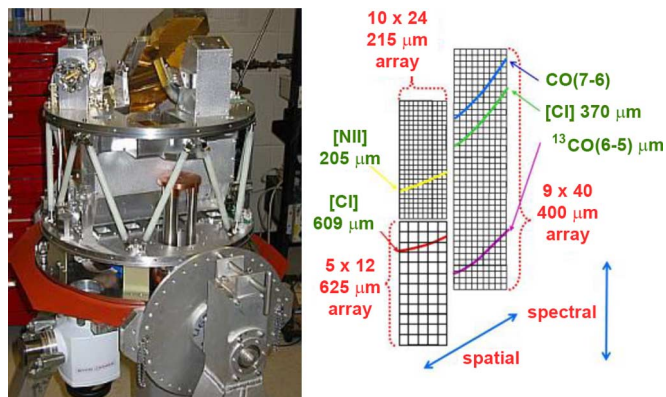 10 x 24
215 μm
array
CO(7-6)
[CI] 370 μm
¹³CO(6-5) μm
[NII]
205 μm
[CI]
609 μm
9 x 40
400 μm
array
5 x 12
625 μm
array
spectral
spatial